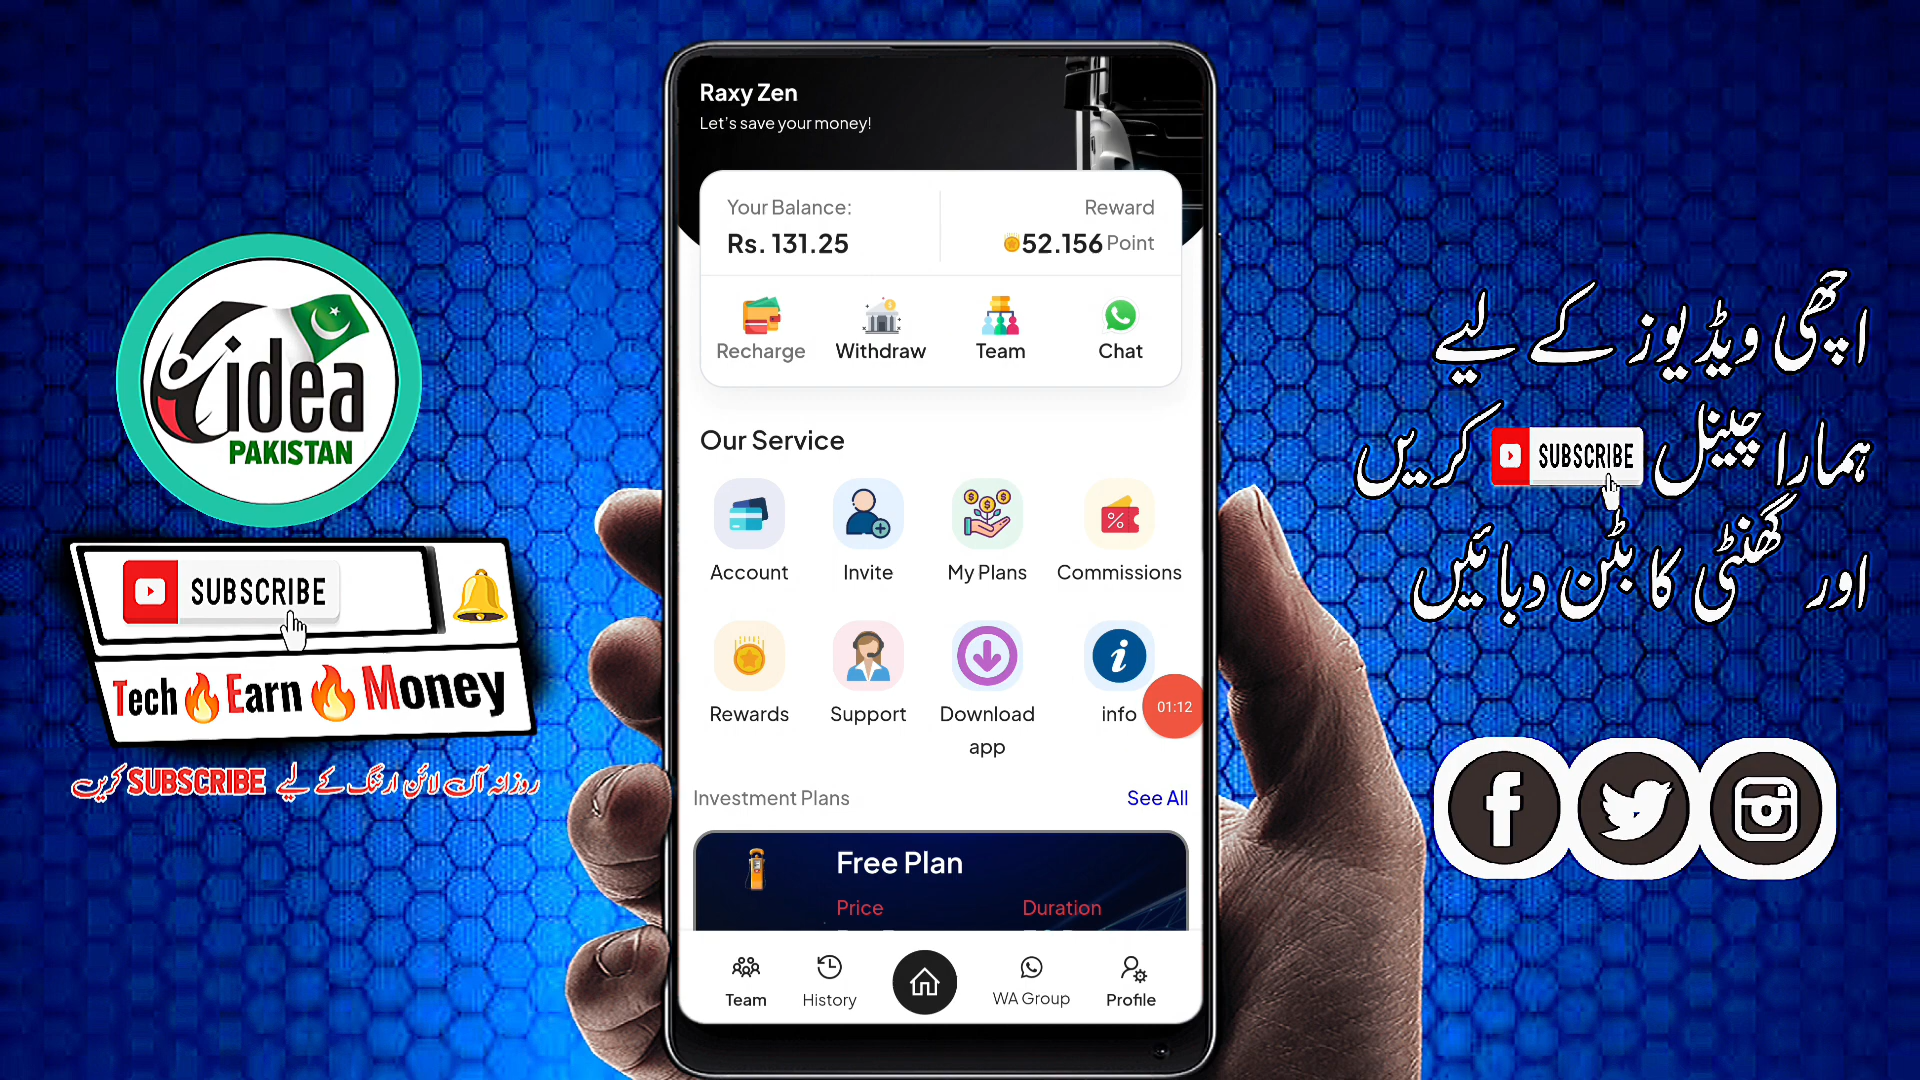 idea
PAKISTAN
SUBSCRIBE
Tech Earn Money
روزانہ آن لائن ارننگ کے لیے SUBSCRIBE کریں
Raxy Zen
Let's save your money!
Your Balance:
Reward
Rs. 131.25
52.156 Point
Recharge
Withdraw
Team
Chat
Our Service
Account
Invite
My Plans
Commissions
Rewards
Support
Download
app
info
01:12
Investment Plans
See All
Free Plan
Price
Duration
Team
History
WA Group
Profile
اچھی ویڈیوز کے لیے
ہمارا چینل SUBSCRIBE کریں
اور گھنٹی کا بٹن دبائیں